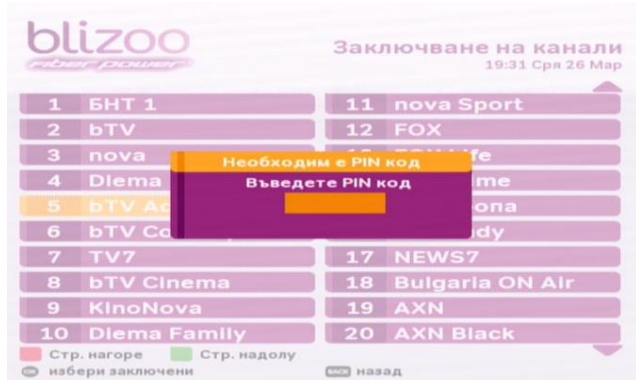 blizoo
fiber power
Заключване на канали
19:31 Сря 26 Мар
1 БНТ 1
2 bTV
3 nova
4 Diema
5 bTV
6 bTV
7 TV7
8 bTV Cinema
9 KinoNova
10 Diema Family
11 nova Sport
12 FOX
17 NEWS7
18 Bulgaria ON Air
19 AXN
20 AXN Black
Необходим е PIN код
Въведете PIN код
Стр. нагоре Стр. надолу
OK избери заключени BACK назад